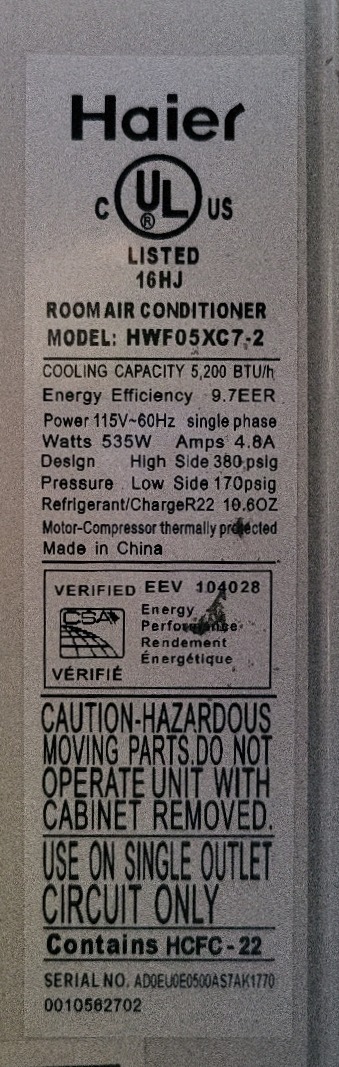 Haier
C UL ® US
LISTED
16HJ
ROOM AIR CONDITIONER
MODEL: HWF05XC7-2
COOLING CAPACITY 5,200 BTU/h
Energy Efficiency 9.7EER
Power 115V~60Hz single phase
Watts 535W Amps 4.8A
Design High Side 380 psig
Pressure Low Side 170psig
Refrigerant/ChargeR22 10.6OZ
Motor-Compressor thermally protected
Made in China
VERIFIED EEV 104028
CSA Energy
Performance
Rendement
Énergétique
VÉRIFIÉ
CAUTION-HAZARDOUS
MOVING PARTS.DO NOT
OPERATE UNIT WITH
CABINET REMOVED.
USE ON SINGLE OUTLET
CIRCUIT ONLY
Contains HCFC - 22
SERIAL NO. AD0EU0E0500AS7AK1770
0010562702